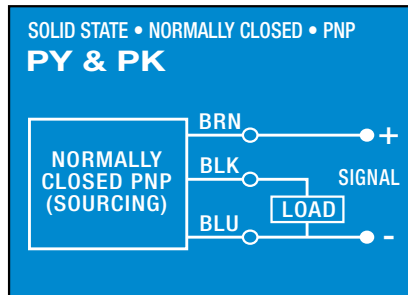 SOLID STATE • NORMALLY CLOSED • PNP
PY & PK
BRN
+
NORMALLY
CLOSED PNP
(SOURCING)
BLK
SIGNAL
LOAD
BLU
-